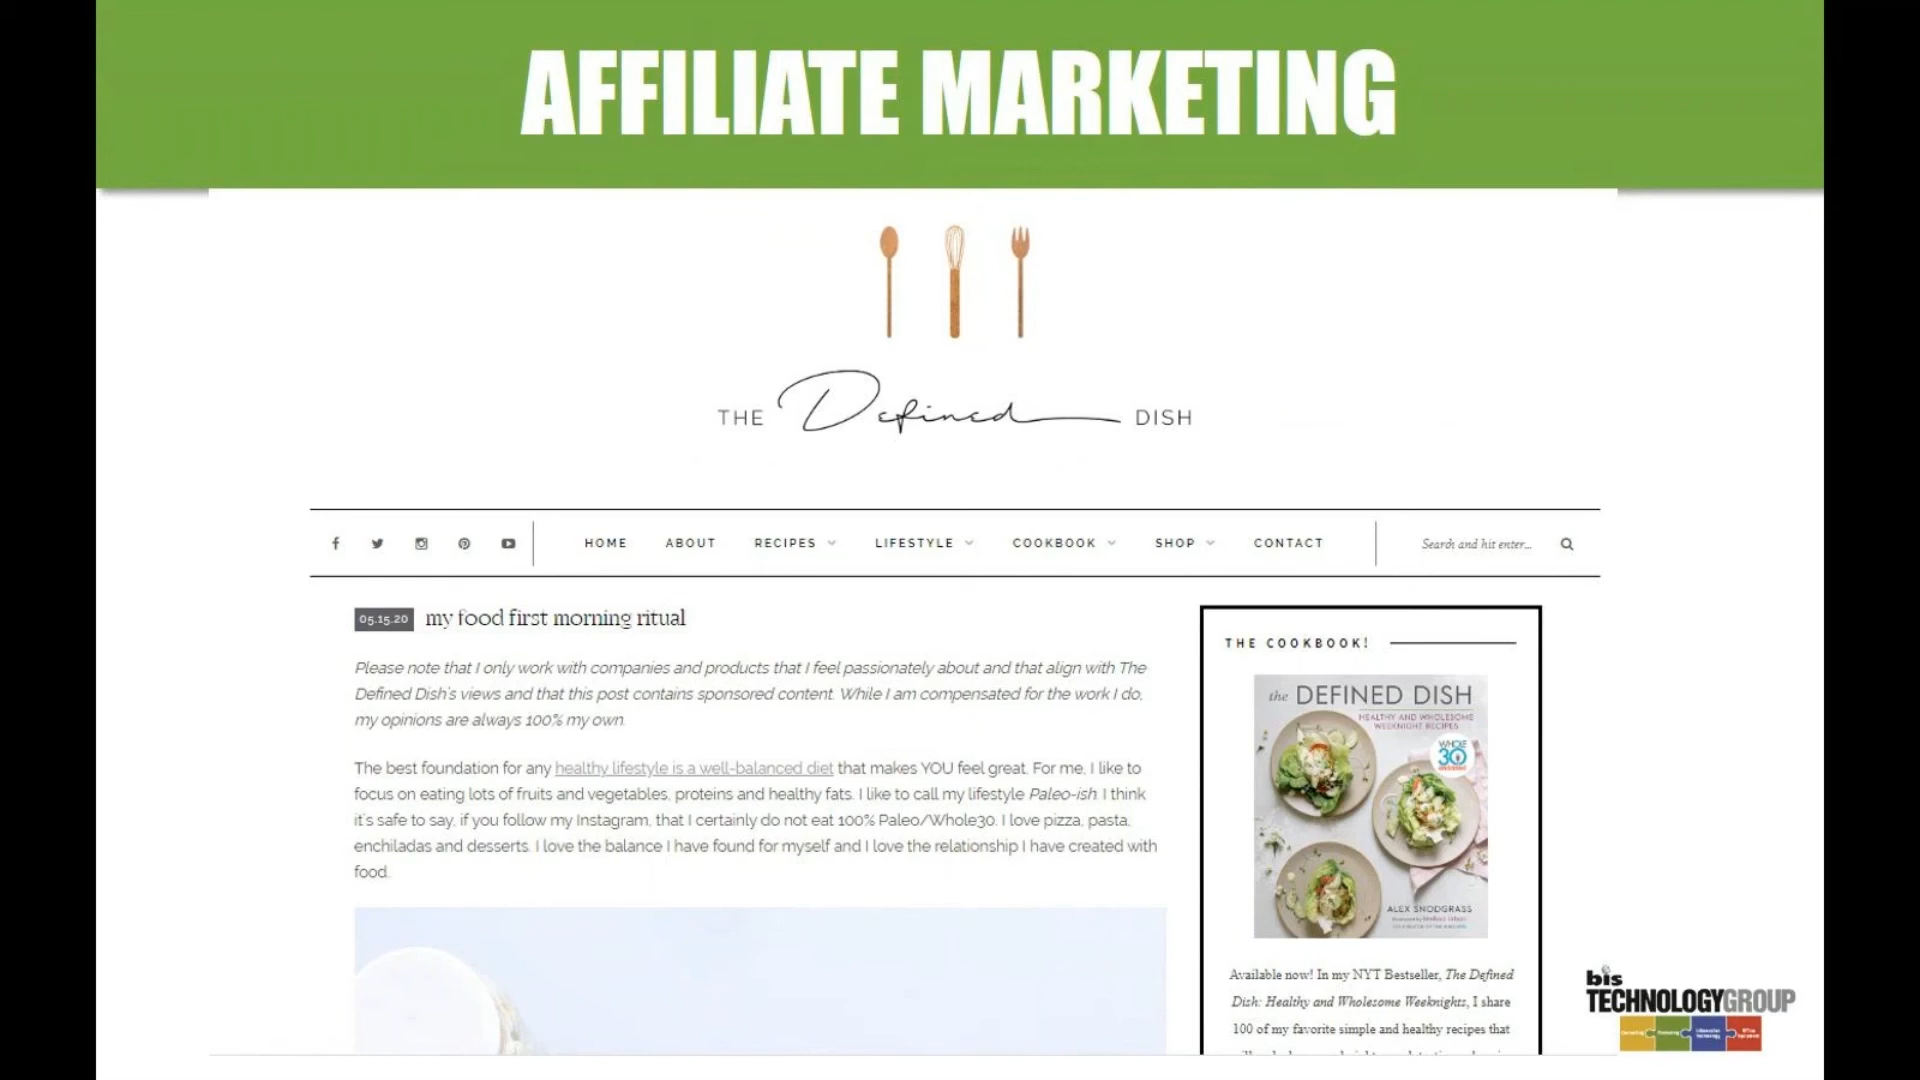 AFFILIATE MARKETING
THE Defined DISH
HOME ABOUT RECIPES LIFESTYLE COOKBOOK SHOP CONTACT Search and hit enter...
05.15.20 my food first morning ritual
Please note that I only work with companies and products that I feel passionately about and that align with The
Defined Dish's views and that this post contains sponsored content. While I am compensated for the work I do,
my opinions are always 100% my own.
The best foundation for any healthy lifestyle is a well-balanced diet that makes YOU feel great. For me, I like to
focus on eating lots of fruits and vegetables, proteins and healthy fats. I like to call my lifestyle Paleo-ish. I think
it's safe to say, if you follow my Instagram, that I certainly do not eat 100% Paleo/Whole30. I love pizza, pasta,
enchiladas and desserts. I love the balance I have found for myself and I love the relationship I have created with
food.
THE COOKBOOK!
the DEFINED DISH
HEALTHY AND WHOLESOME
WEEKNIGHT RECIPES
WHOLE
30
ALEX SNODGRASS
Available now! In my NYT Bestseller, The Defined
Dish: Healthy and Wholesome Weeknights, I share
100 of my favorite simple and healthy recipes that
bis
TECHNOLOGYGROUP